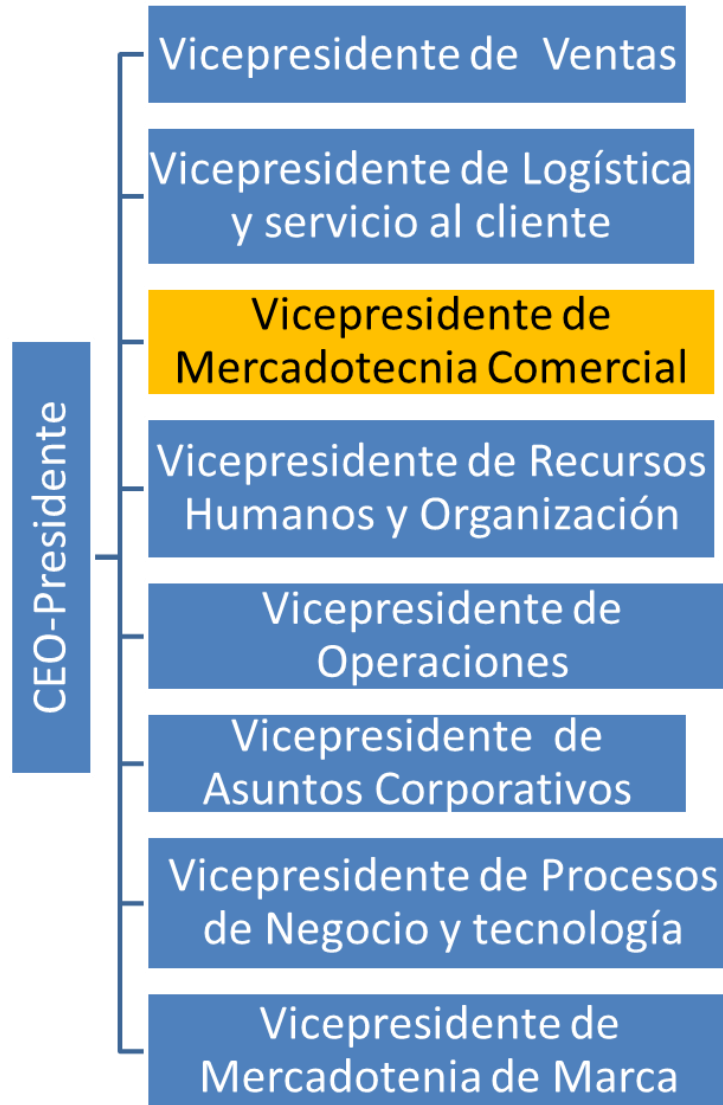 CEO-Presidente
Vicepresidente de Ventas
Vicepresidente de Logística
y servicio al cliente
Vicepresidente de
Mercadotecnia Comercial
Vicepresidente de Recursos
Humanos y Organización
Vicepresidente de
Operaciones
Vicepresidente de
Asuntos Corporativos
Vicepresidente de Procesos
de Negocio y tecnología
Vicepresidente de
Mercadotenia de Marca